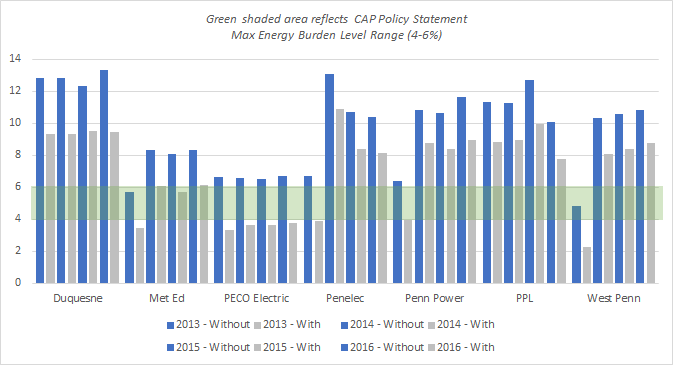 Green shaded area reflects CAP Policy Statement
Max Energy Burden Level Range (4-6%)
14
12
10
8
6
4
2
0
Duquesne Met Ed PECO Electric Penelec Penn Power PPL West Penn
2013 - Without 2013 - With 2014 - Without 2014 - With
2015 - Without 2015 - With 2016 - Without 2016 - With